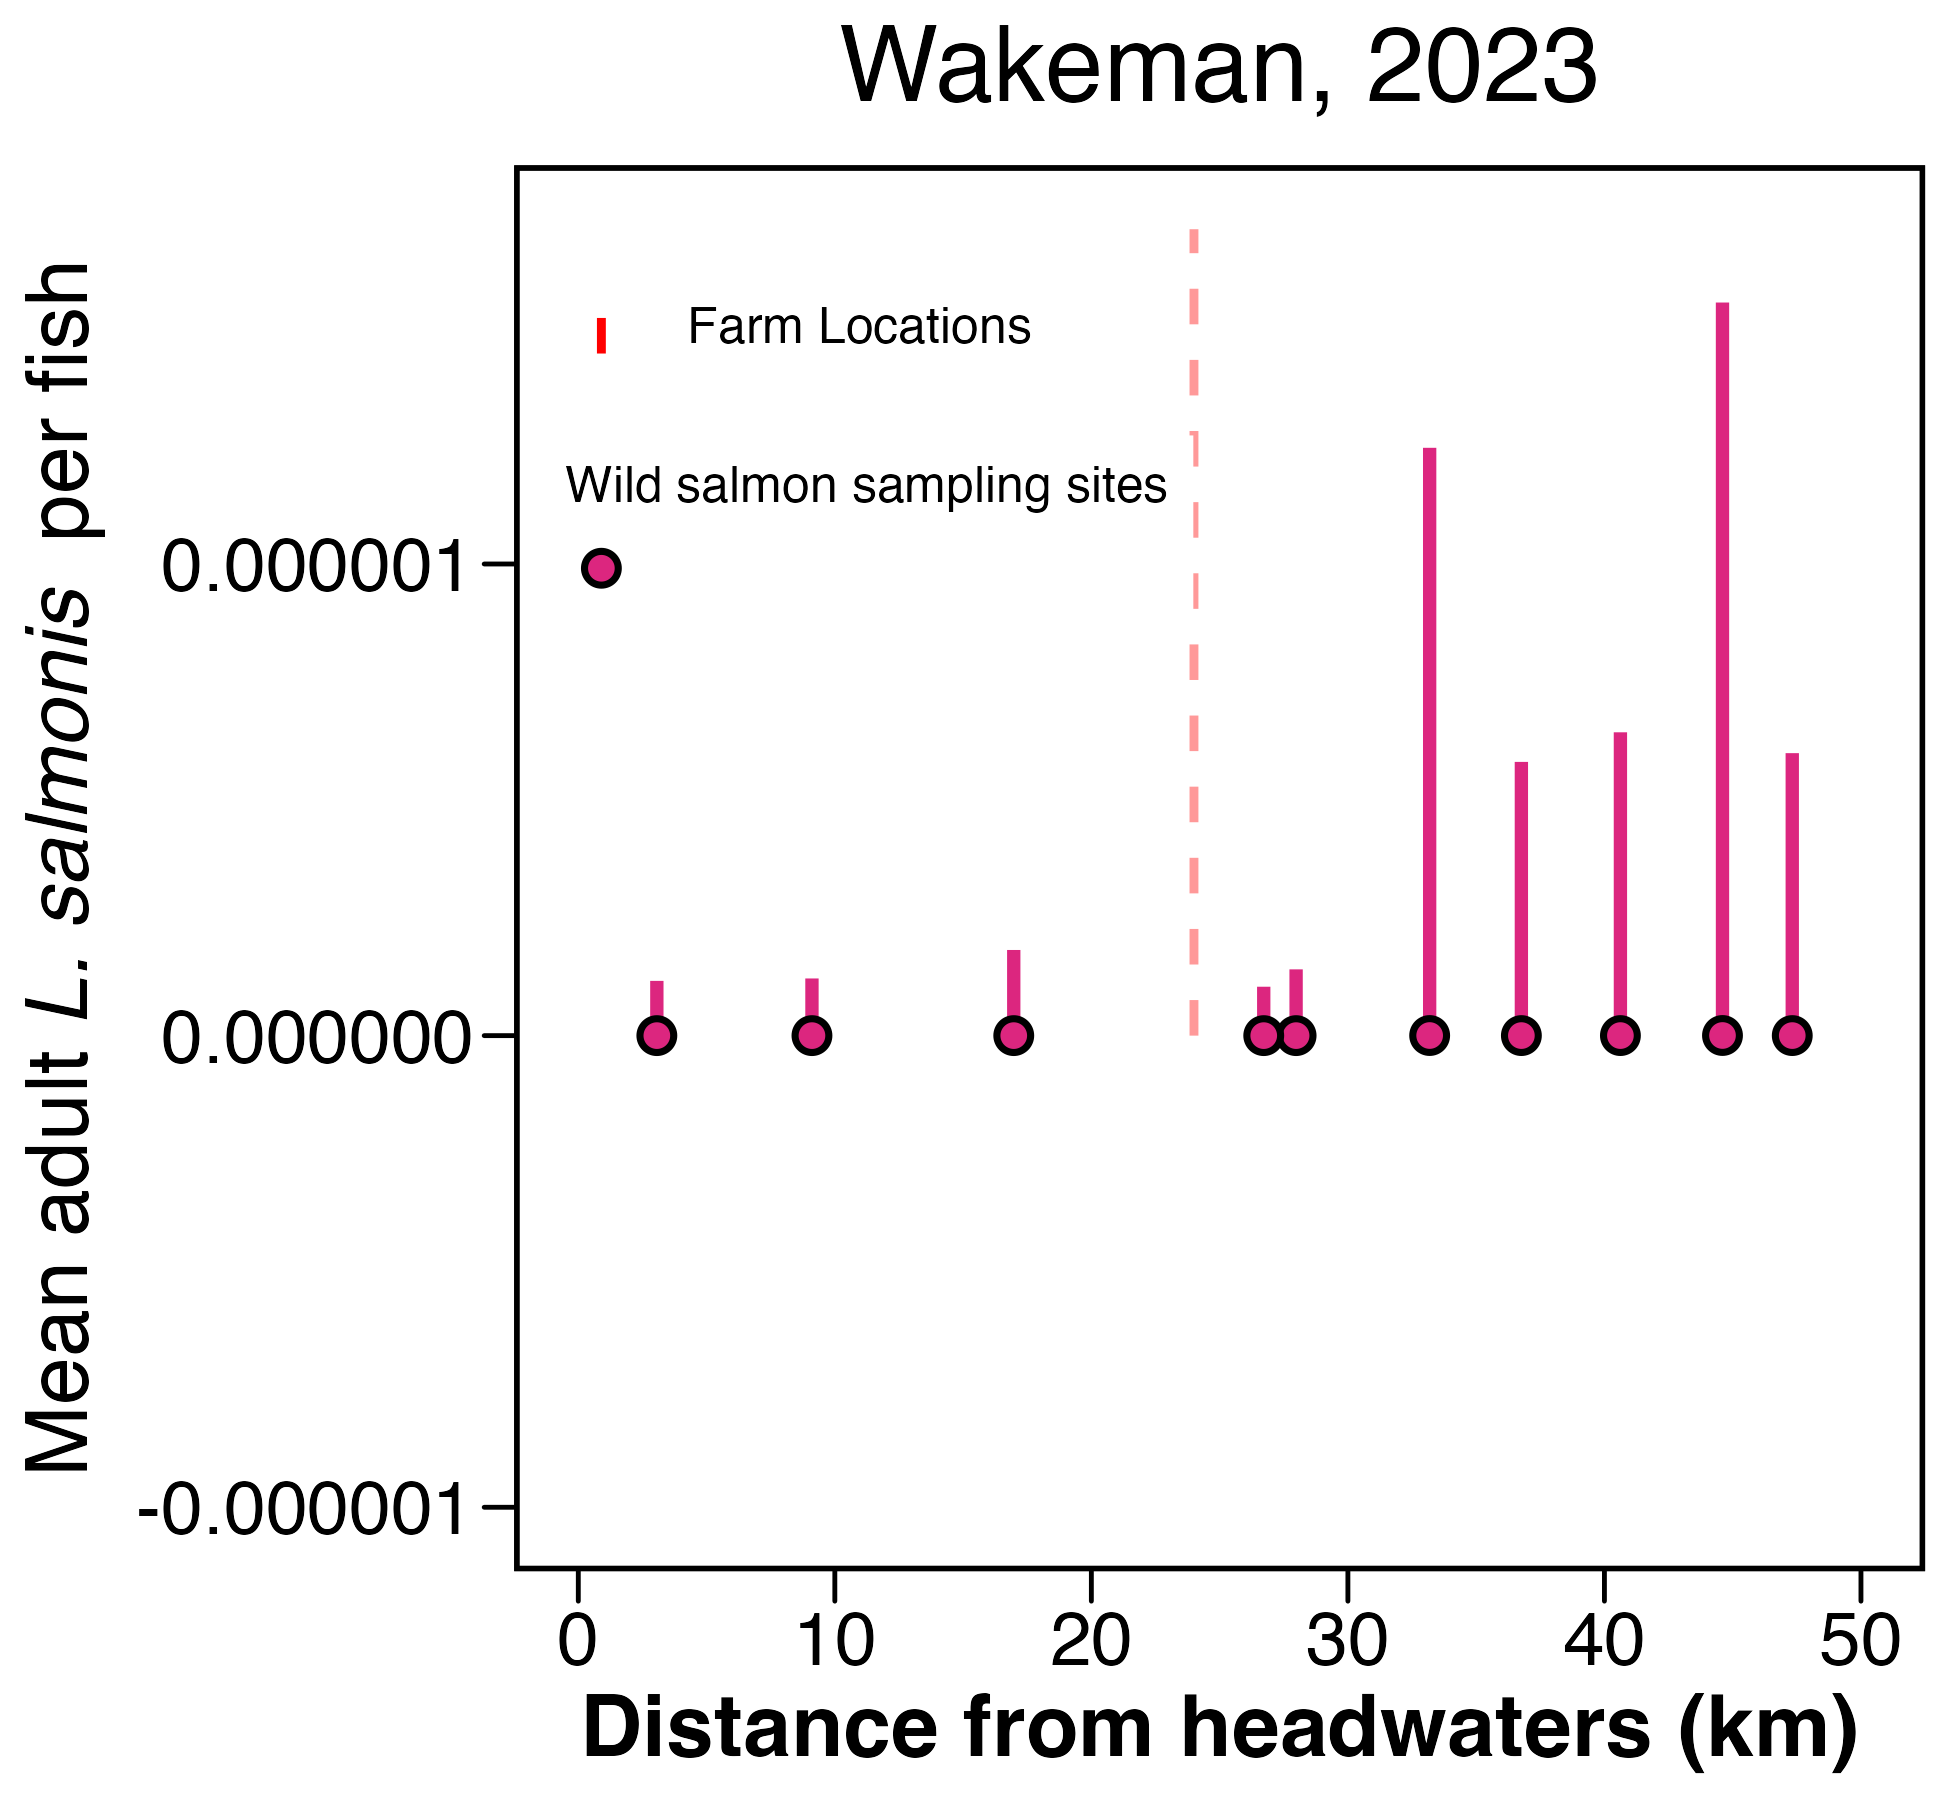 Wakeman, 2023
Mean adult L. salmonis per fish
Farm Locations
Wild salmon sampling sites
0.000001
0.000000
-0.000001
0 10 20 30 40 50
Distance from headwaters (km)